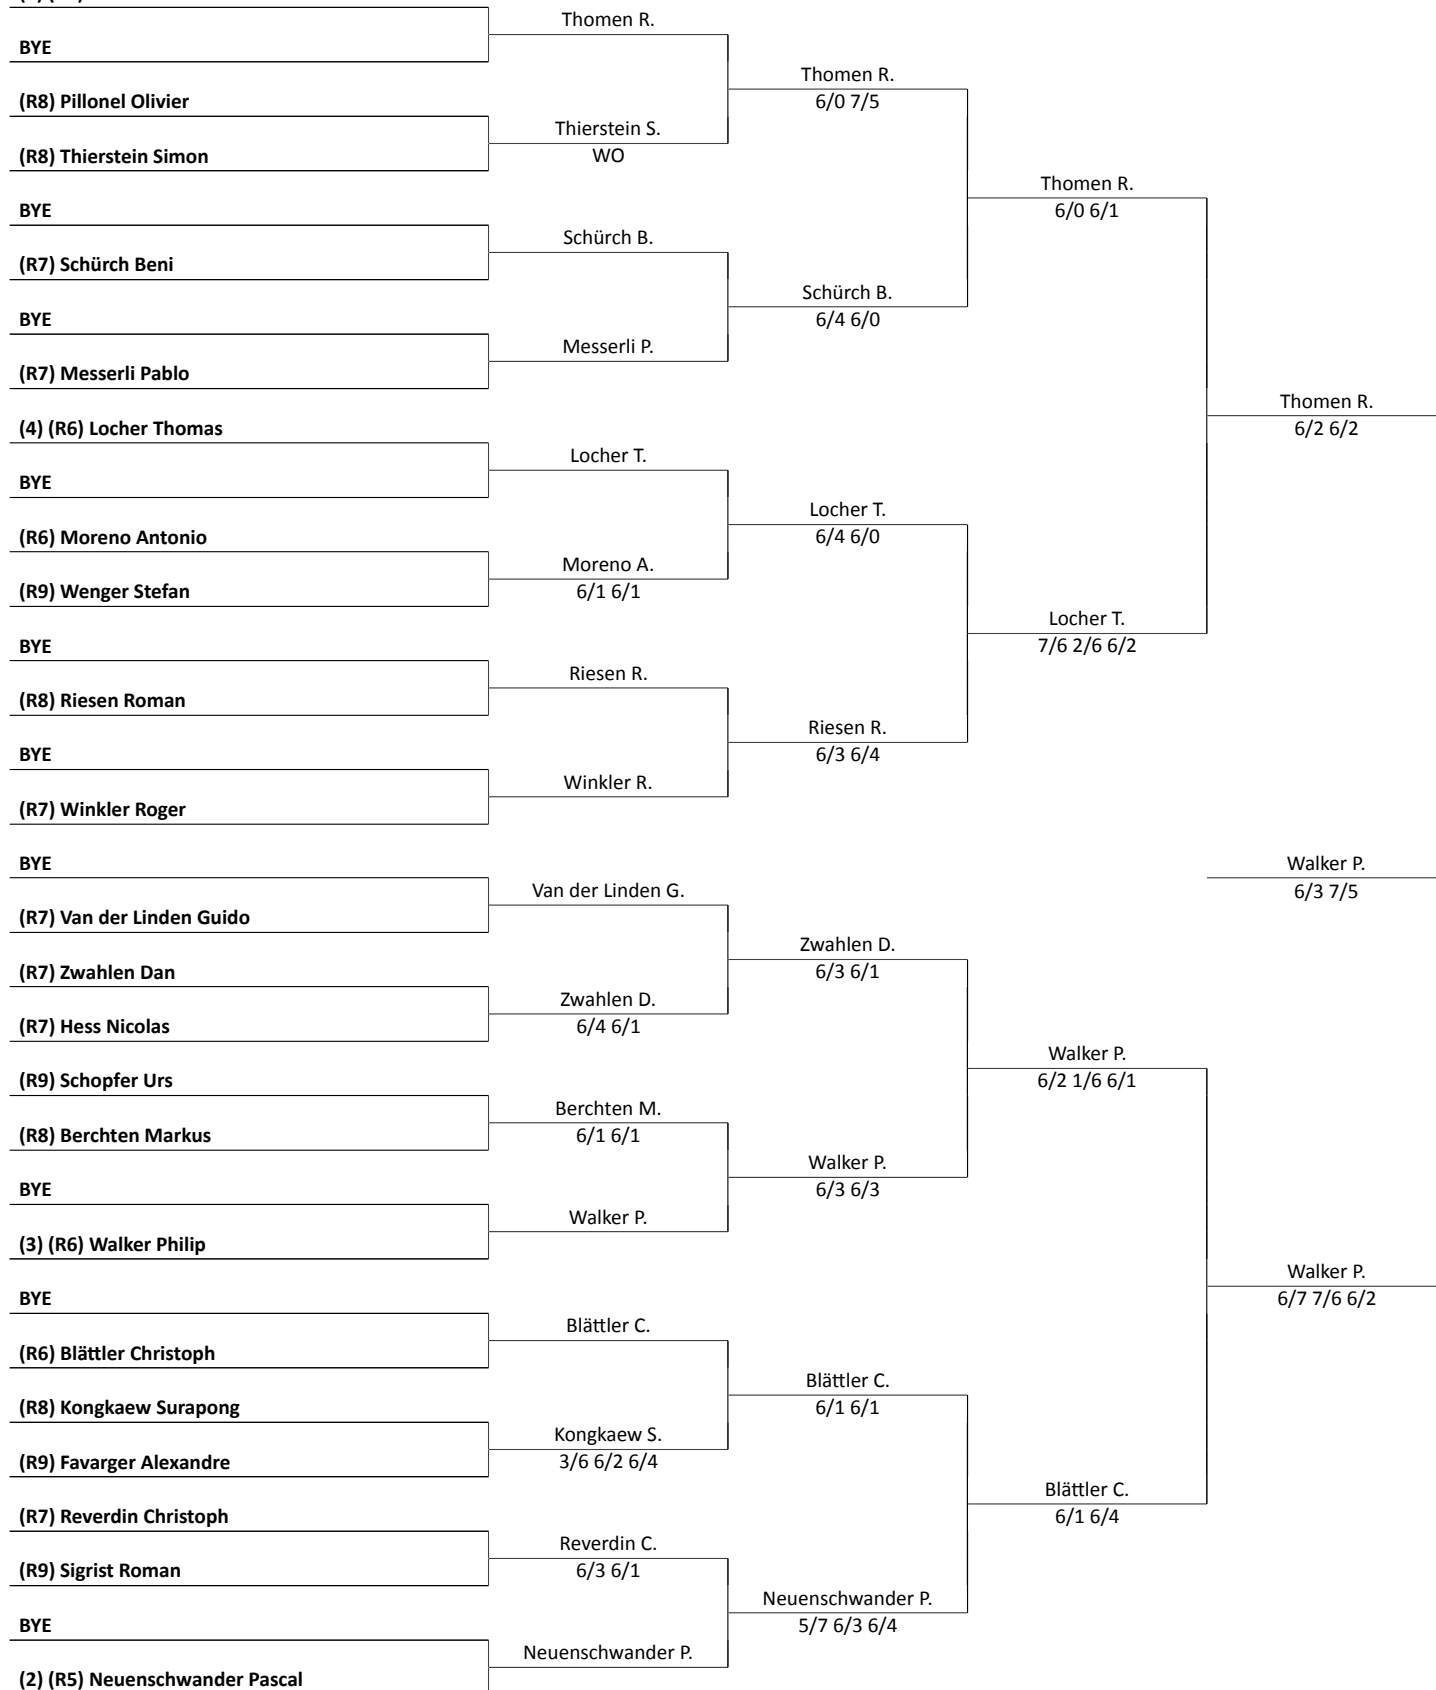 BYE
(R8) Pillonel Olivier
(R8) Thierstein Simon
BYE
(R7) Schürch Beni
BYE
(R7) Messerli Pablo
(4) (R6) Locher Thomas
BYE
(R6) Moreno Antonio
(R9) Wenger Stefan
BYE
(R8) Riesen Roman
BYE
(R7) Winkler Roger
BYE
(R7) Van der Linden Guido
(R7) Zwahlen Dan
(R7) Hess Nicolas
(R9) Schopfer Urs
(R8) Berchten Markus
BYE
(3) (R6) Walker Philip
BYE
(R6) Blättler Christoph
(R8) Kongkaew Surapong
(R9) Favarger Alexandre
(R7) Reverdin Christoph
(R9) Sigrist Roman
BYE
(2) (R5) Neuenschwander Pascal
Thomen R.
Thierstein S.
WO
Schürch B.
Messerli P.
Locher T.
Moreno A.
6/1 6/1
Riesen R.
Winkler R.
Van der Linden G.
Zwahlen D.
6/4 6/1
Berchten M.
6/1 6/1
Walker P.
Blättler C.
Kongkaew S.
3/6 6/2 6/4
Reverdin C.
6/3 6/1
Neuenschwander P.
Thomen R.
6/0 7/5
Schürch B.
6/4 6/0
Locher T.
6/4 6/0
Riesen R.
6/3 6/4
Zwahlen D.
6/3 6/1
Walker P.
6/3 6/3
Blättler C.
6/1 6/1
Neuenschwander P.
5/7 6/3 6/4
Thomen R.
6/0 6/1
Locher T.
7/6 2/6 6/2
Walker P.
6/2 1/6 6/1
Blättler C.
6/1 6/4
Thomen R.
6/2 6/2
Walker P.
6/3 7/5
Walker P.
6/7 7/6 6/2